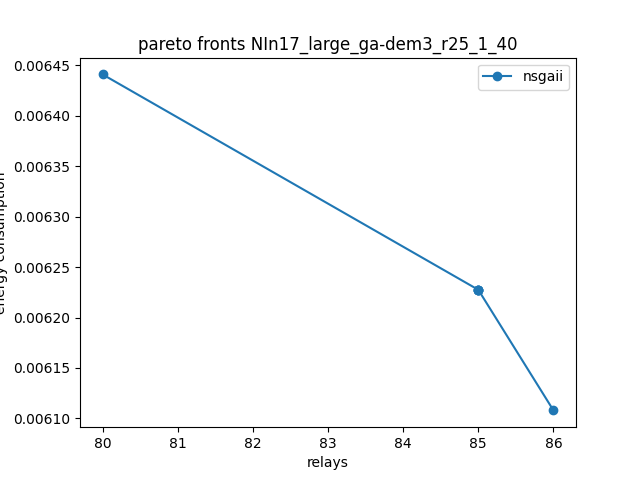 pareto fronts NIn17_large_ga-dem3_r25_1_40
nsgaii
0.00645
0.00640
0.00635
0.00630
0.00625
0.00620
0.00615
0.00610
energy consumption
80 81 82 83 84 85 86
relays